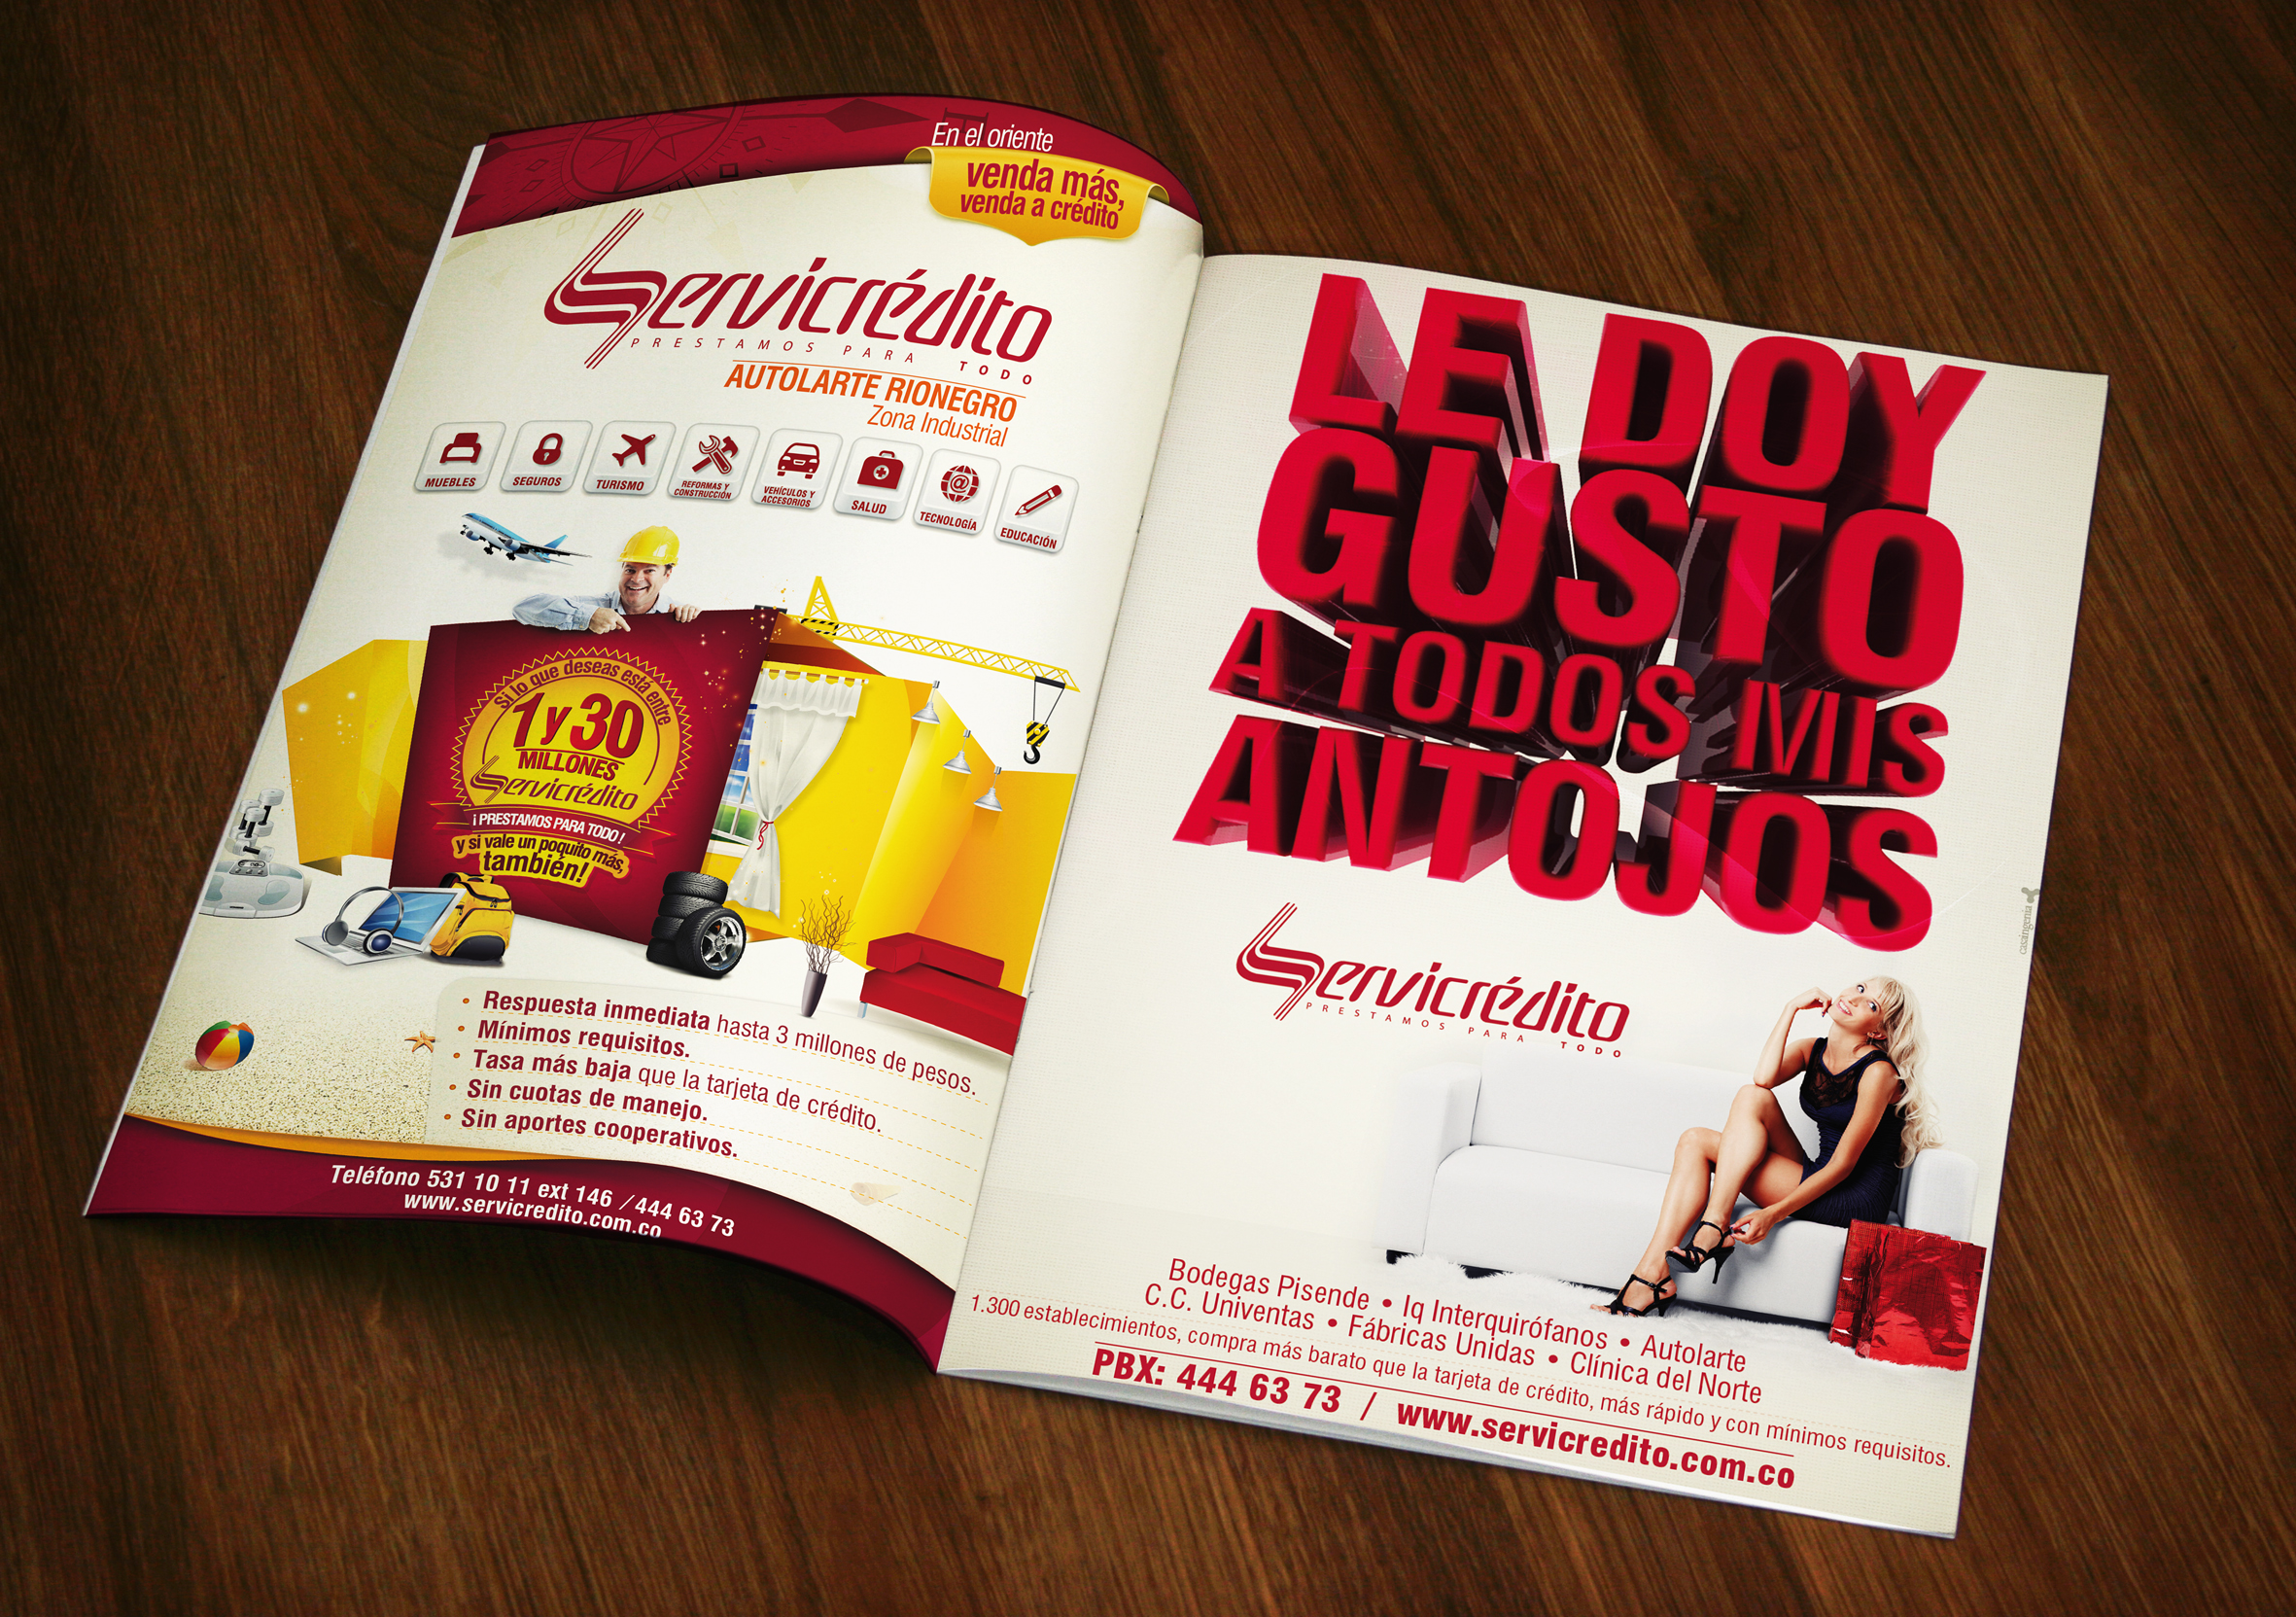 En el oriente
venda más,
venda a crédito
Servicrédito
PRESTAMOS PARA TODO
AUTOLARTE RIONEGRO
Zona Industrial
MUEBLES
SEGUROS
TURISMO
REFORMAS Y
CONSTRUCCIÓN
VEHÍCULOS Y
ACCESORIOS
SALUD
TECNOLOGÍA
EDUCACIÓN
Si lo que deseas está entre
1 y 30
MILLONES
Servicrédito
¡PRESTAMOS PARA TODO!
y si vale un poquito más,
también!
• Respuesta inmediata hasta 3 millones de pesos.
• Mínimos requisitos.
• Tasa más baja que la tarjeta de crédito.
• Sin cuotas de manejo.
• Sin aportes cooperativos.
Teléfono 531 10 11 ext 146 / 444 63 73
www.servicredito.com.co
LE DOY
GUSTO
A TODOS MIS
ANTOJOS
casaingenia
Servicrédito
PRESTAMOS PARA TODO
Bodegas Pisende • Iq Interquirófanos • Autolarte
C.C. Univentas • Fábricas Unidas • Clínica del Norte
1.300 establecimientos, compra más barato que la tarjeta de crédito, más rápido y con mínimos requisitos.
PBX: 444 63 73 / www.servicredito.com.co